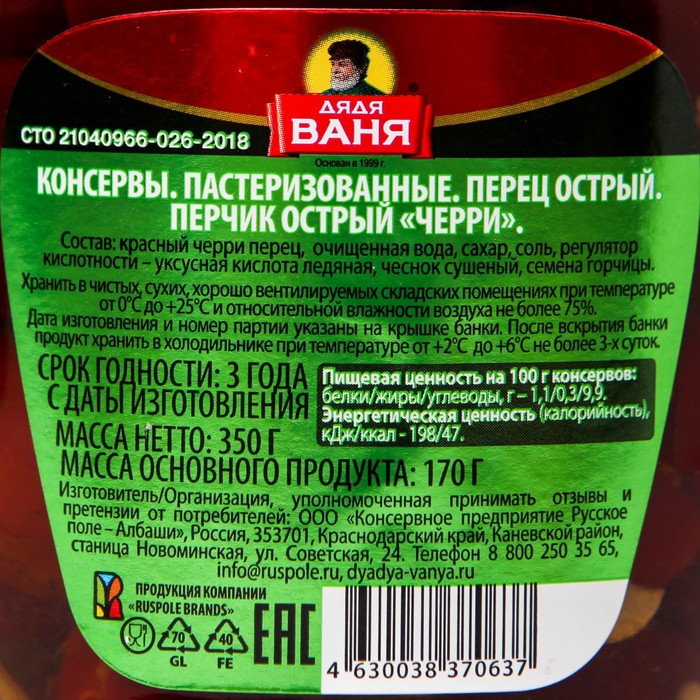 ДЯДЯ
ВАНЯ
®
Основан в 1999 г.
СТО 21040966-026-2018
КОНСЕРВЫ. ПАСТЕРИЗОВАННЫЕ. ПЕРЕЦ ОСТРЫЙ.
ПЕРЧИК ОСТРЫЙ «ЧЕРРИ».
Состав: красный черри перец, очищенная вода, сахар, соль, регулятор
кислотности – уксусная кислота ледяная, чеснок сушеный, семена горчицы.
Хранить в чистых, сухих, хорошо вентилируемых складских помещениях при температуре
от 0°С до +25°С и относительной влажности воздуха не более 75%.
Дата изготовления и номер партии указаны на крышке банки. После вскрытия банки
продукт хранить в холодильнике при температуре от +2°С до +6°С не более 3-х суток.
СРОК ГОДНОСТИ: 3 ГОДА
С ДАТЫ ИЗГОТОВЛЕНИЯ
Пищевая ценность на 100 г консервов:
белки/жиры/углеводы, г – 1,1/0,3/9,9.
Энергетическая ценность (калорийность),
кДж/ккал - 198/47.
МАССА НЕТТО: 350 Г
МАССА ОСНОВНОГО ПРОДУКТА: 170 Г
Изготовитель/Организация, уполномоченная принимать отзывы и
претензии от потребителей: ООО «Консервное предприятие Русское
поле – Албаши», Россия, 353701, Краснодарский край, Каневской район,
станица Новоминская, ул. Советская, 24. Телефон 8 800 250 35 65,
info@ruspole.ru, dyadya-vanya.ru
ПРОДУКЦИЯ КОМПАНИИ
«RUSPOLE BRANDS»
70
GL
40
FE
EAC
4 630038 370637